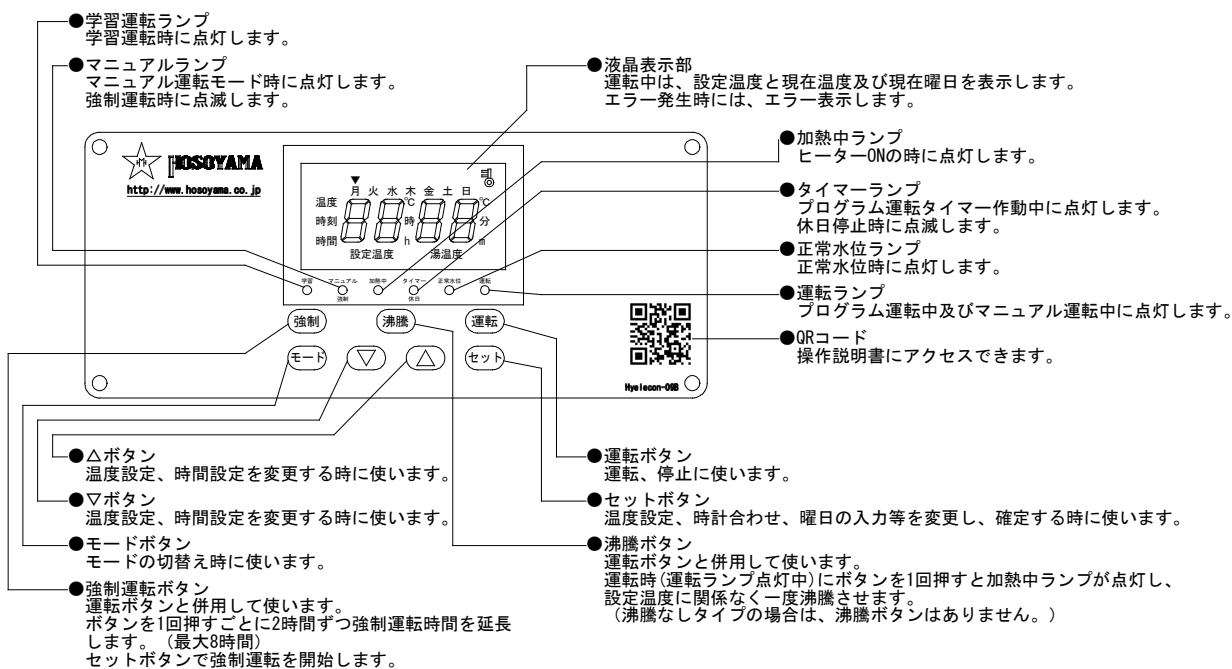 ●学習運転ランプ
学習運転時に点灯します。
●マニュアルランプ
マニュアル運転モード時に点灯します。
強制運転時に点滅します。
●液晶表示部
運転中は、設定温度と現在温度及び現在曜日を表示します。
エラー発生時には、エラー表示します。
●加熱中ランプ
ヒーターONの時に点灯します。
●タイマーランプ
プログラム運転タイマー作動中に点灯します。
休日停止時に点滅します。
●正常水位ランプ
正常水位時に点灯します。
●運転ランプ
プログラム運転中及びマニュアル運転中に点灯します。
●QRコード
操作説明書にアクセスできます。
HOSOYAMA
http://www.hosoyama.co.jp
▼
月 火 水 木 金 土 日
温度 88℃ 88℃
時刻 時 分
時間 h m
設定温度 湯温度
学習 マニュアル 加熱中 タイマー 正常水位 運転
強制 休日
強制 沸騰 運転
モード ▽ △ セット
Hyelecon-09B
●△ボタン
温度設定、時間設定を変更する時に使います。
●▽ボタン
温度設定、時間設定を変更する時に使います。
●モードボタン
モードの切替え時に使います。
●強制運転ボタン
運転ボタンと併用して使います。
ボタンを1回押すごとに2時間ずつ強制運転時間を延長
します。（最大8時間）
セットボタンで強制運転を開始します。
●運転ボタン
運転、停止に使います。
●セットボタン
温度設定、時計合わせ、曜日の入力等を変更し、確定する時に使います。
●沸騰ボタン
運転ボタンと併用して使います。
運転時(運転ランプ点灯中)にボタンを1回押すと加熱中ランプが点灯し、
設定温度に関係なく一度沸騰させます。
（沸騰なしタイプの場合は、沸騰ボタンはありません。）